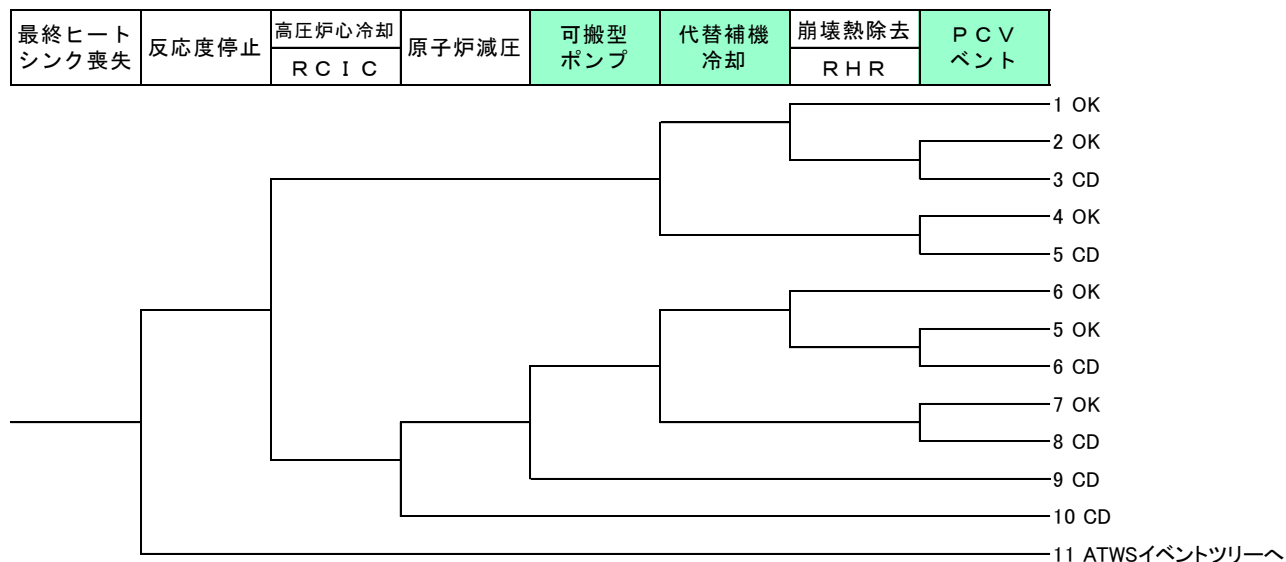 最終ヒート
シンク喪失
反応度停止
高圧炉心冷却
ＲＣＩＣ
原子炉減圧
可搬型
ポンプ
代替補機
冷却
崩壊熱除去
ＲＨＲ
ＰＣＶ
ベント
1 OK
2 OK
3 CD
4 OK
5 CD
6 OK
5 OK
6 CD
7 OK
8 CD
9 CD
10 CD
11 ATWSイベントツリーへ